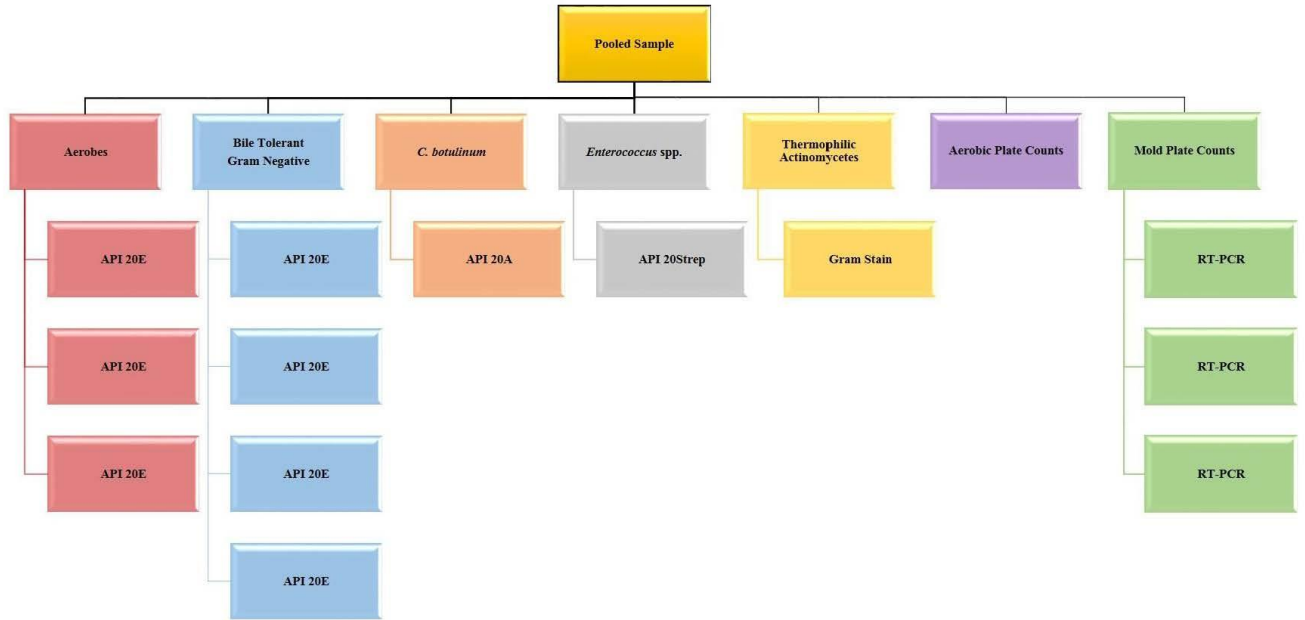 Pooled Sample
Aerobes
Bile Tolerant
Gram Negative
C. botulinum
Enterococcus spp.
Thermophilic
Actinomycetes
Aerobic Plate Counts
Mold Plate Counts
API 20E
API 20E
API 20A
API 20Strep
Gram Stain
RT-PCR
API 20E
API 20E
RT-PCR
API 20E
API 20E
RT-PCR
API 20E